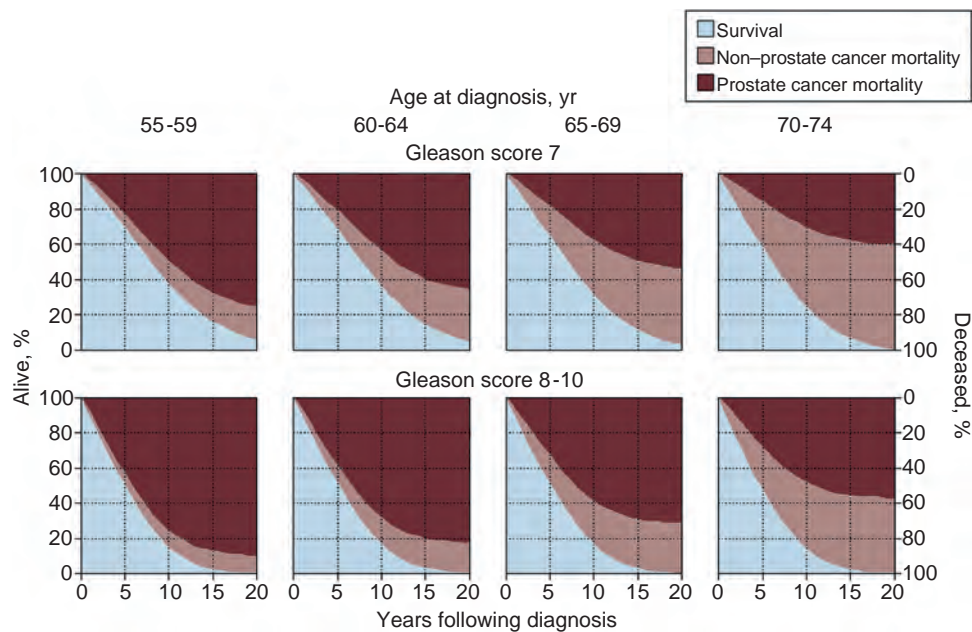 Survival
Non–prostate cancer mortality
Prostate cancer mortality
Age at diagnosis, yr
55-59 60-64 65-69 70-74
Gleason score 7
100 0
80 20
60 40
40 60
20 80
0 100
Alive, %
Deceased, %
Gleason score 8-10
100 0
80 20
60 40
40 60
20 80
0 100
0 5 10 15 20 0 5 10 15 20 0 5 10 15 20 0 5 10 15 20
Years following diagnosis